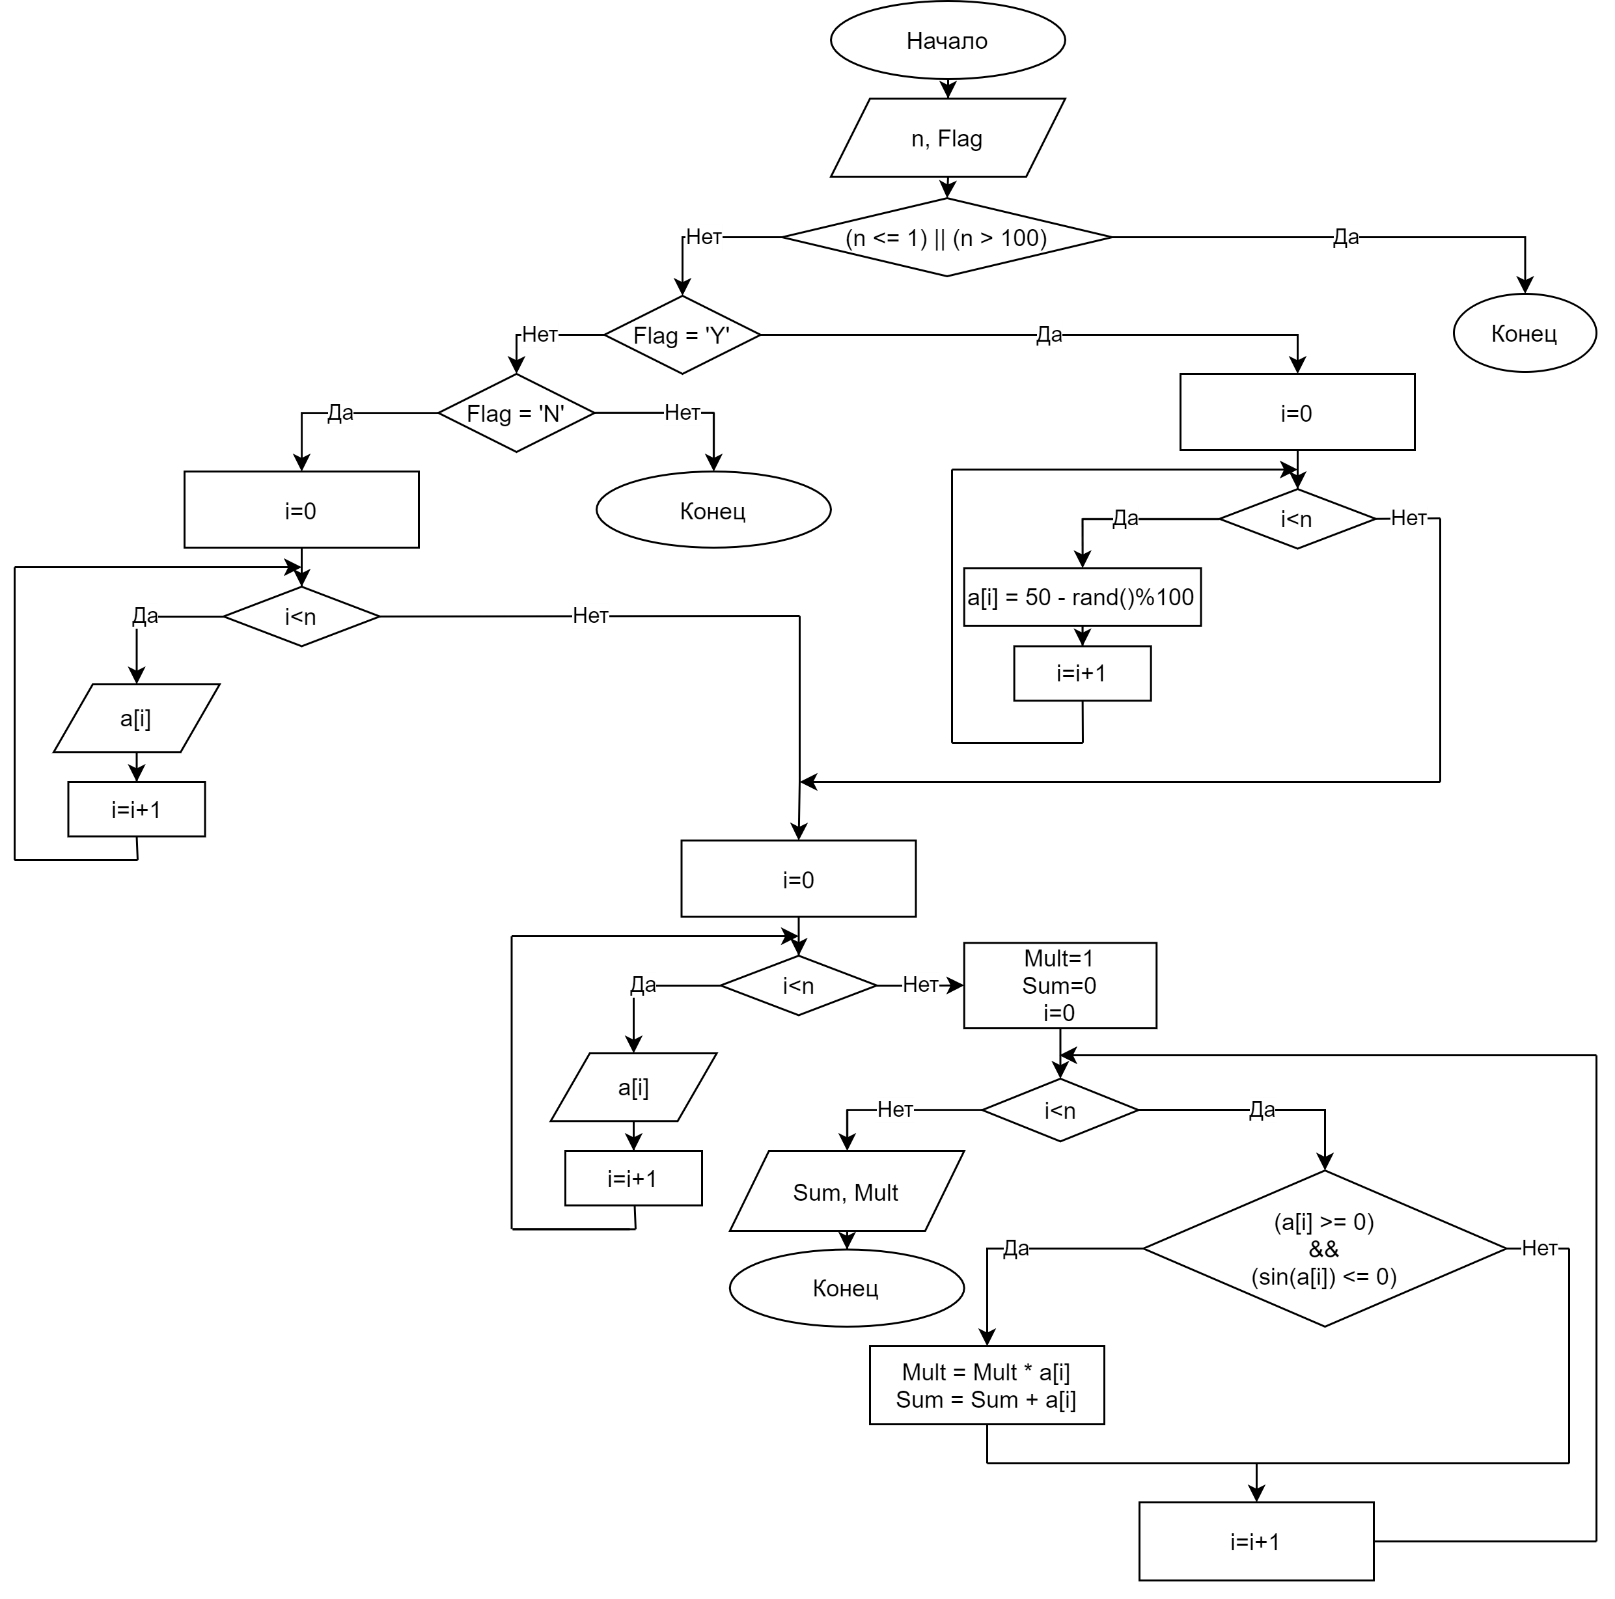 Начало
n, Flag
(n <= 1) || (n > 100)
Нет
Да
Конец
Flag = 'Y'
Нет
Да
Flag = 'N'
Да
Нет
Конец
i=0
i<n
Да
Нет
a[i] = 50 - rand()%100
i=i+1
i=0
i<n
Да
Нет
a[i]
i=i+1
i=0
i<n
Да
Нет
a[i]
i=i+1
Mult=1
Sum=0
i=0
i<n
Нет
Да
Sum, Mult
Конец
(a[i] >= 0)
&&
(sin(a[i]) <= 0)
Да
Нет
Mult = Mult * a[i]
Sum = Sum + a[i]
i=i+1